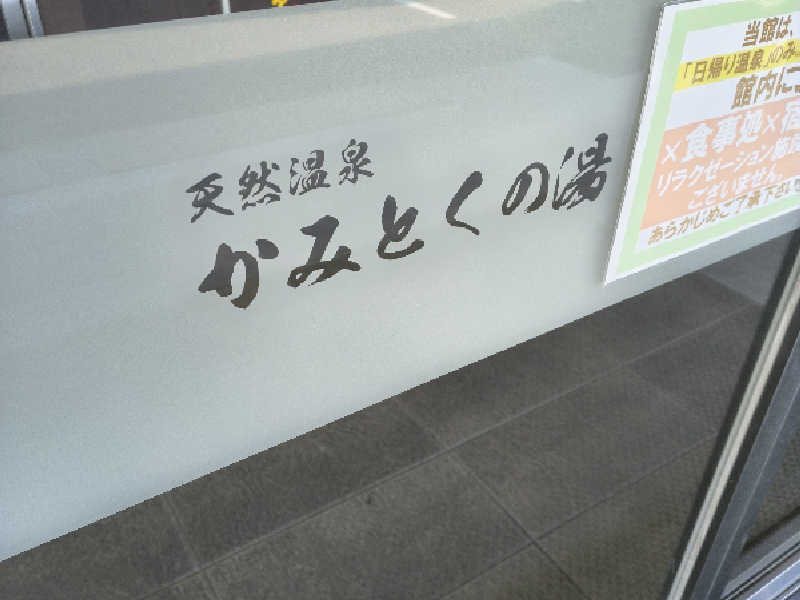 天然温泉
かみとくの湯
当館は、
「日帰り温泉」のみ
館内に
×食事処×
リラクゼーション施
ございません。
あらかじめご了承下さい